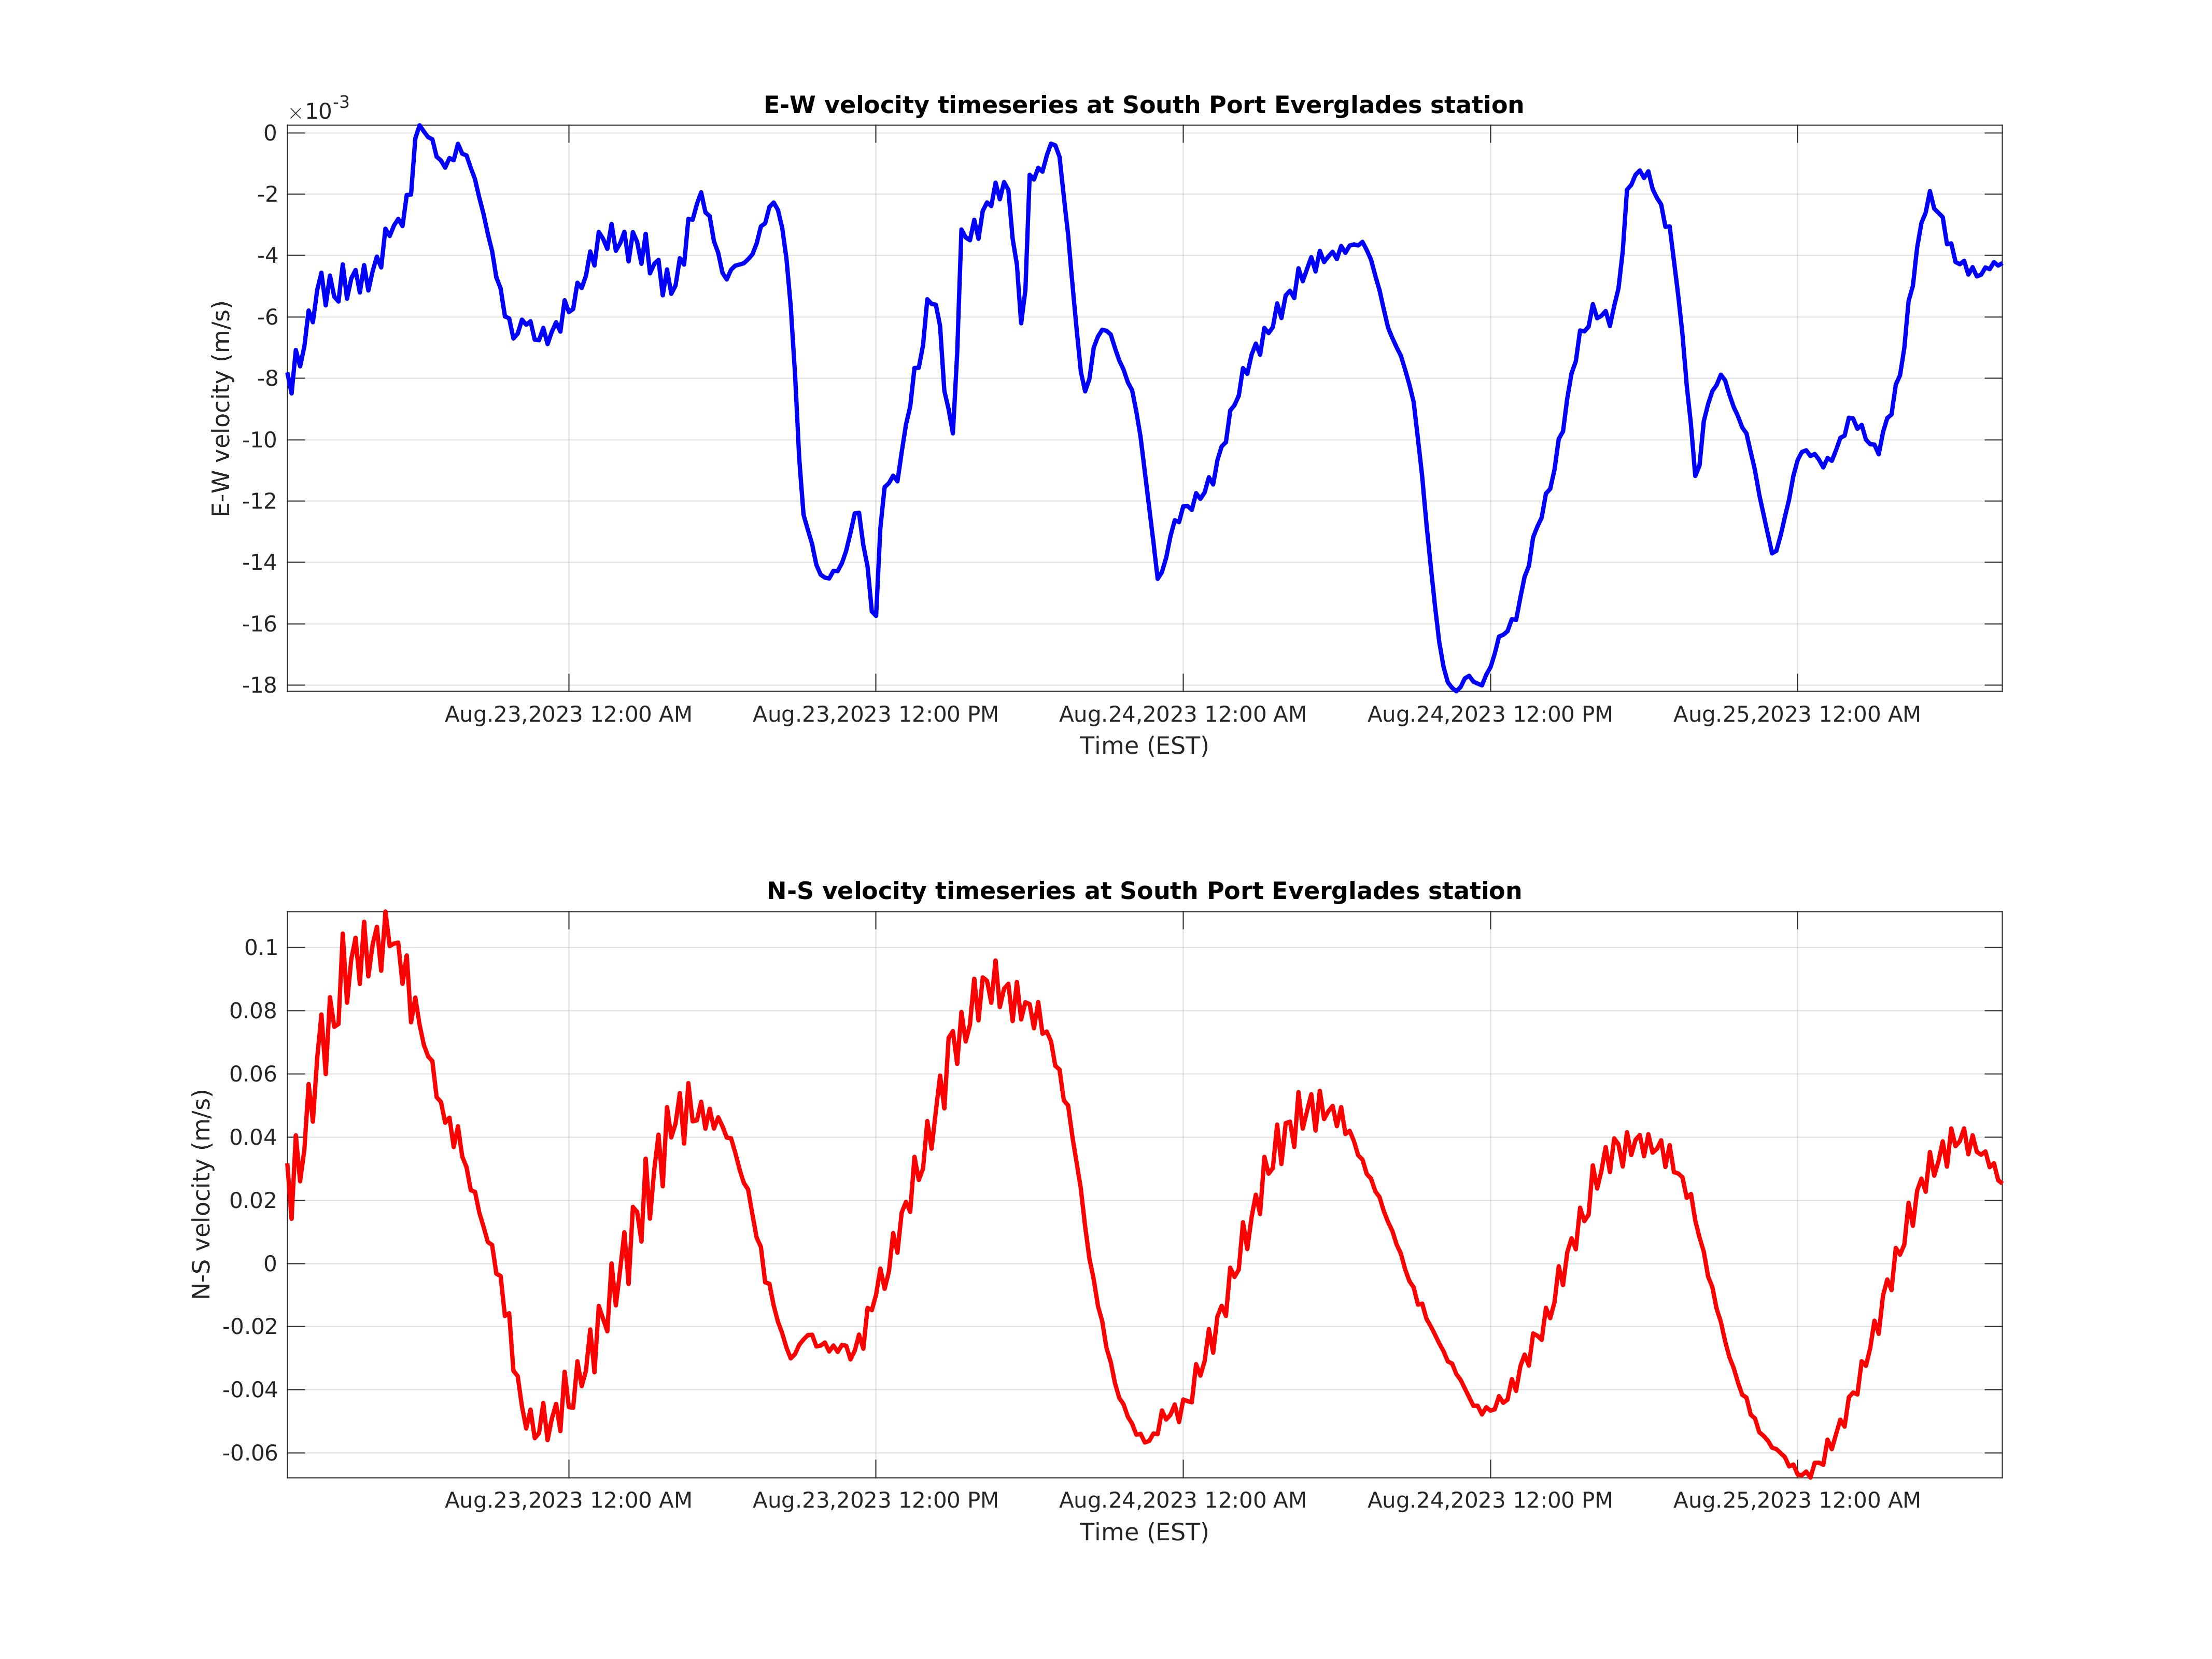 E-W velocity timeseries at South Port Everglades station
×10-3
0
-2
-4
-6
-8
-10
-12
-14
-16
-18
E-W velocity (m/s)
Aug.23,2023 12:00 AM Aug.23,2023 12:00 PM Aug.24,2023 12:00 AM Aug.24,2023 12:00 PM Aug.25,2023 12:00 AM
Time (EST)
N-S velocity timeseries at South Port Everglades station
0.1
0.08
0.06
0.04
0.02
0
-0.02
-0.04
-0.06
N-S velocity (m/s)
Aug.23,2023 12:00 AM Aug.23,2023 12:00 PM Aug.24,2023 12:00 AM Aug.24,2023 12:00 PM Aug.25,2023 12:00 AM
Time (EST)